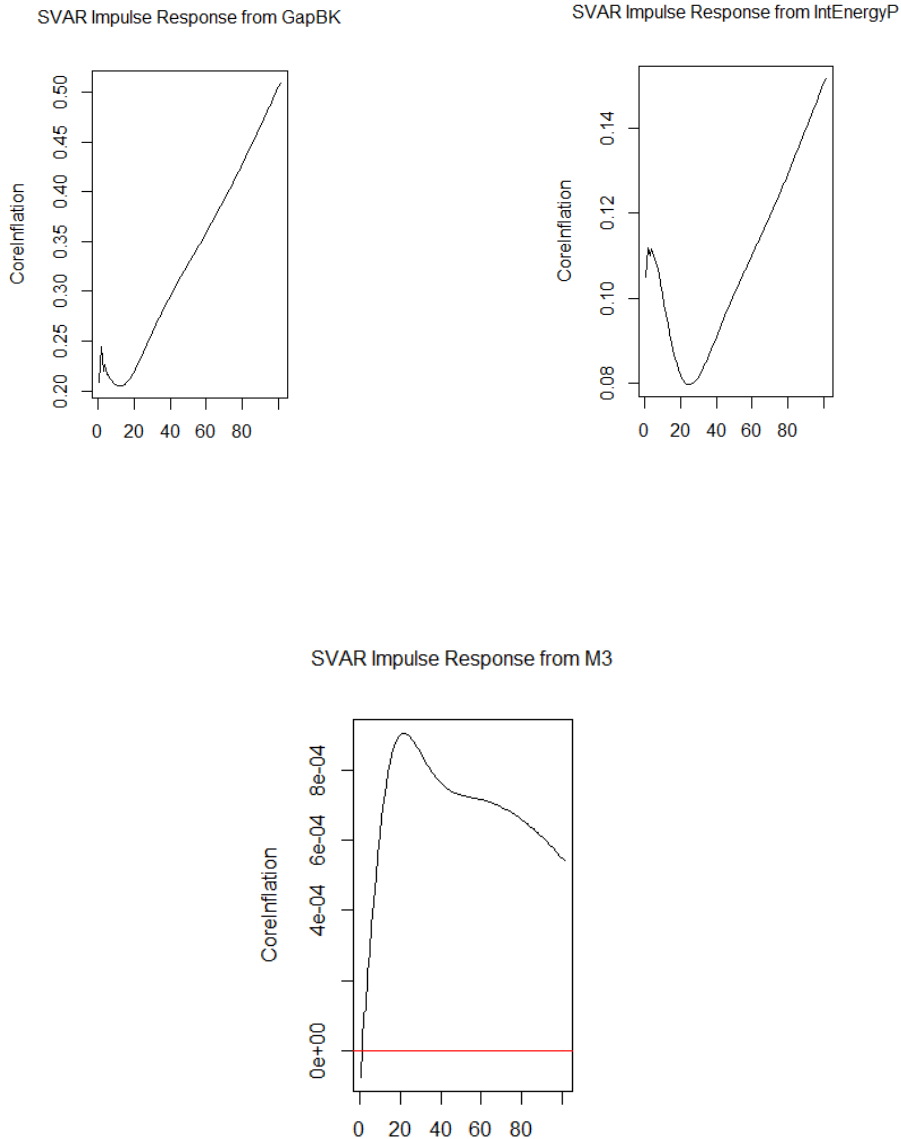 SVAR Impulse Response from GapBK
SVAR Impulse Response from IntEnergyP
CoreInflation
0.50
0.45
0.40
0.35
0.30
0.25
0.20
0 20 40 60 80
CoreInflation
0.14
0.12
0.10
0.08
0 20 40 60 80
SVAR Impulse Response from M3
CoreInflation
8e-04
6e-04
4e-04
0e+00
0 20 40 60 80